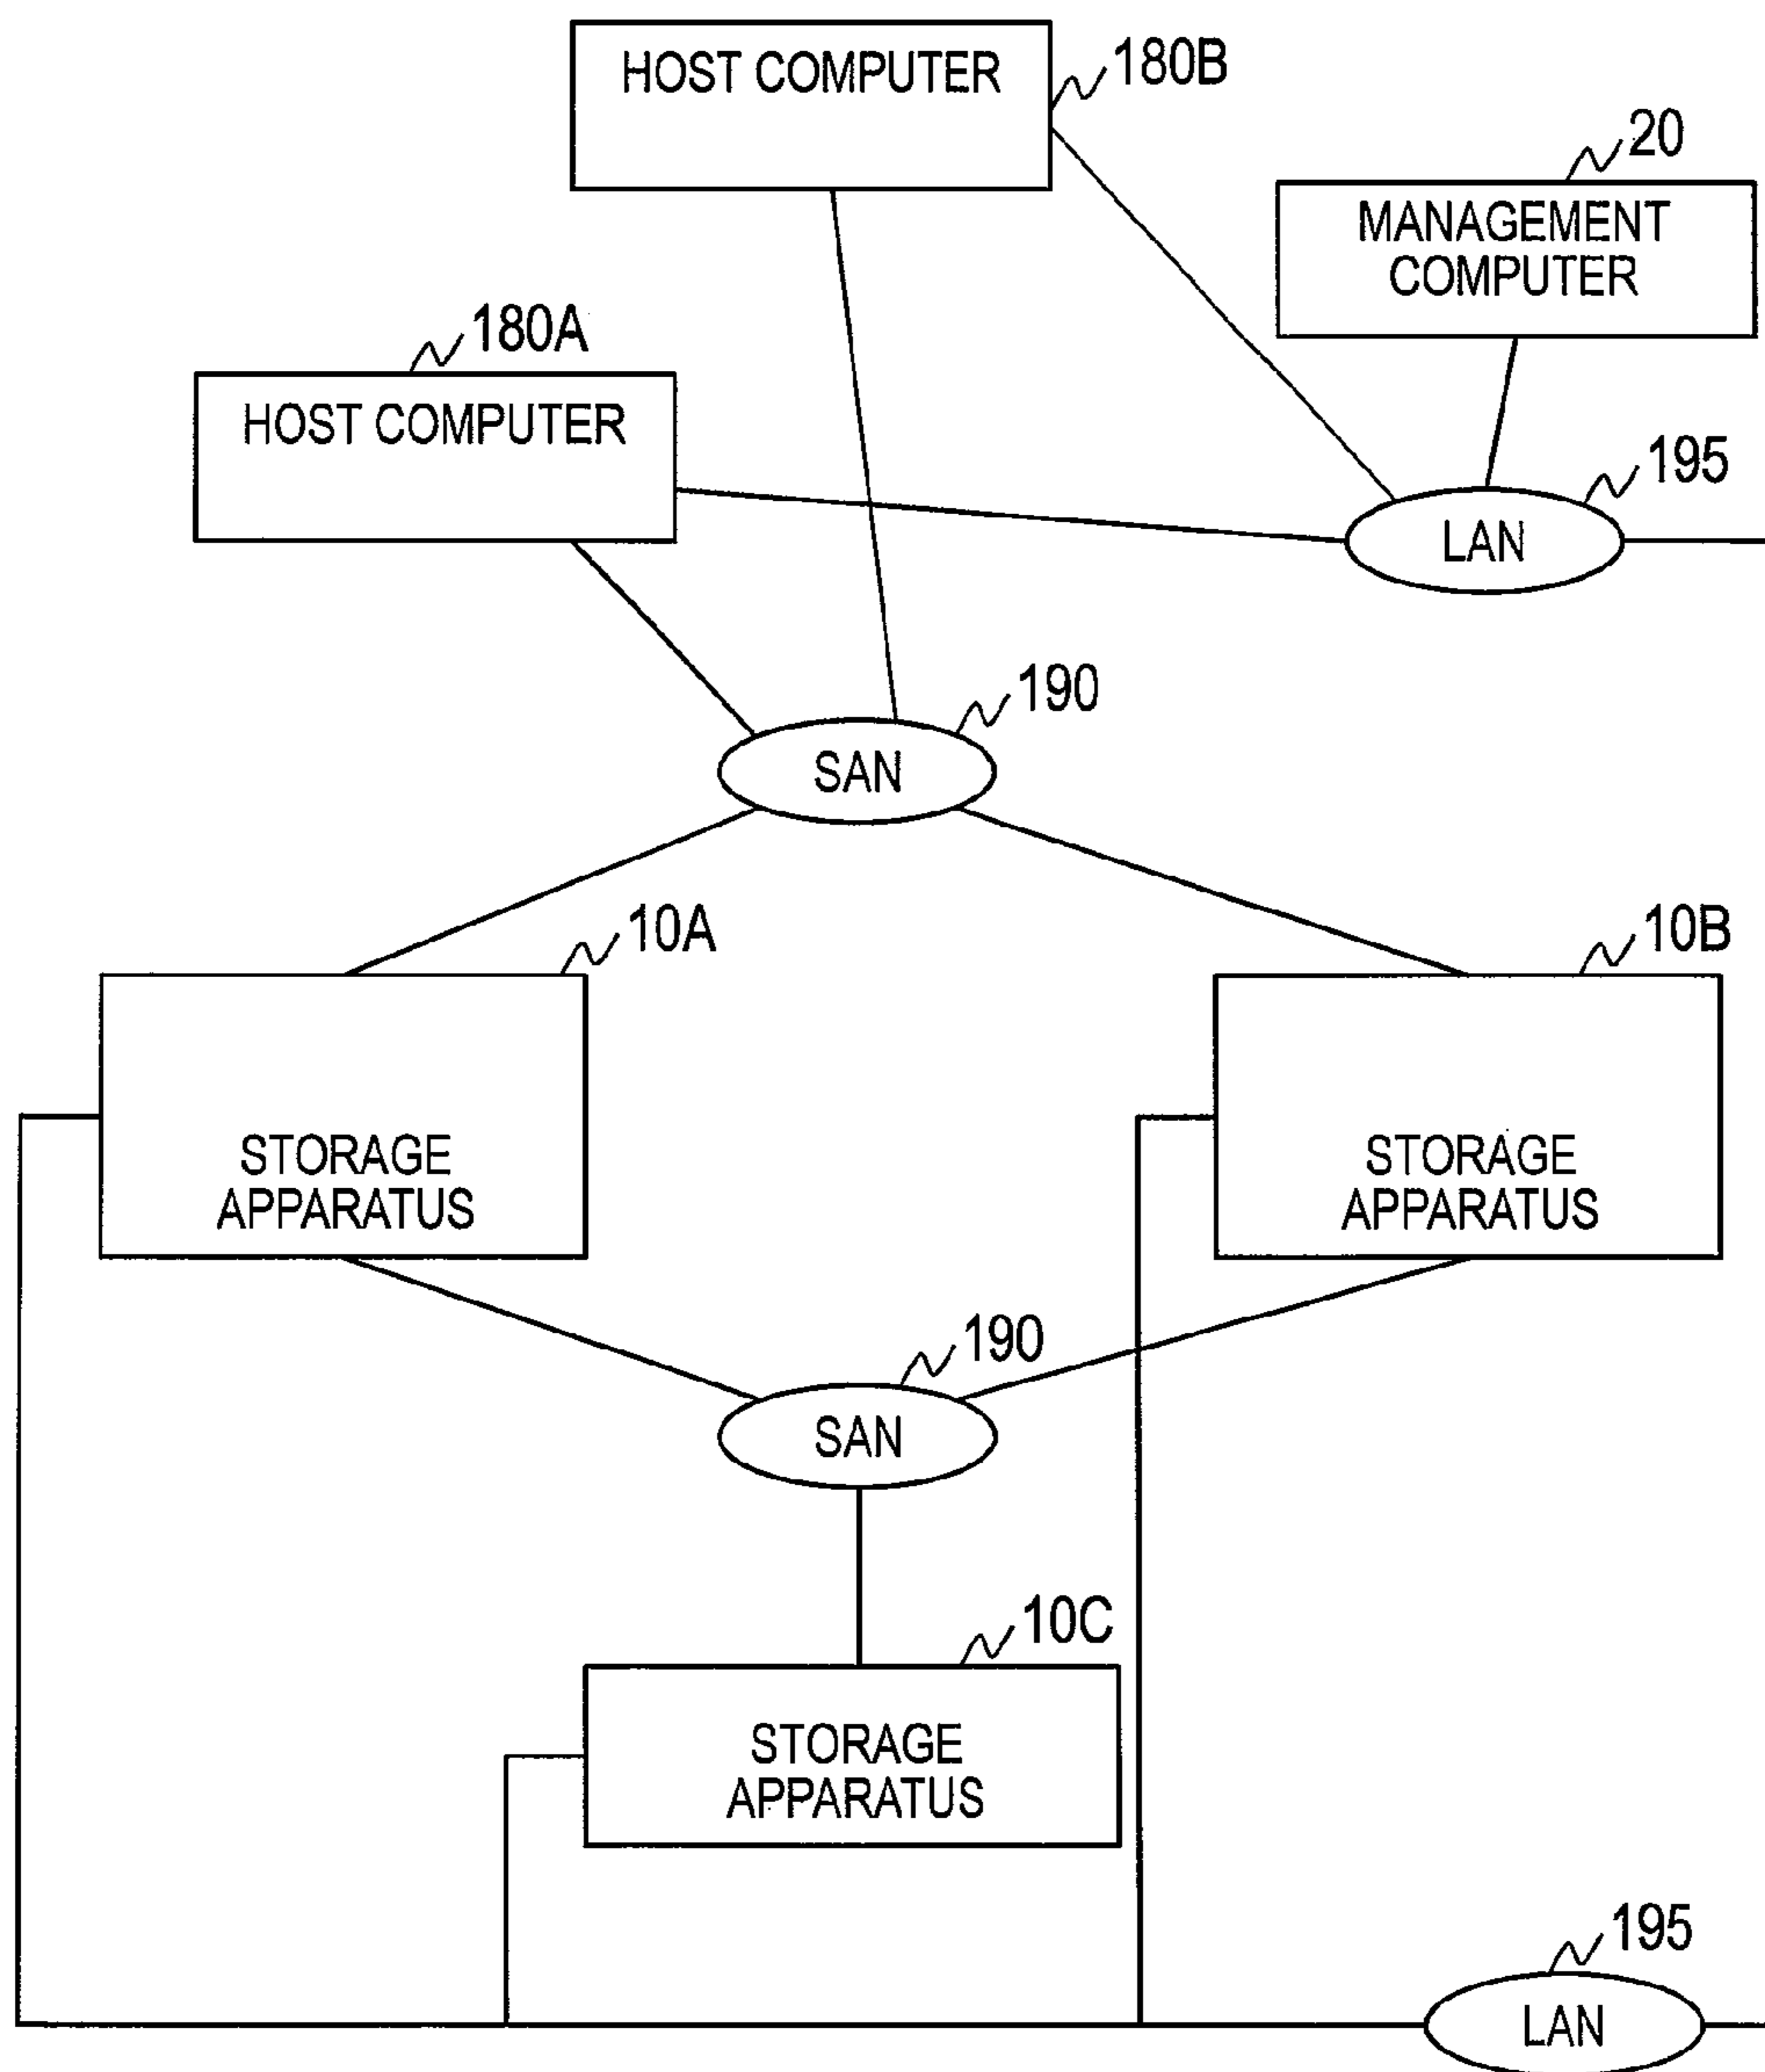 HOST COMPUTER
180B
20
MANAGEMENT
COMPUTER
180A
HOST COMPUTER
195
LAN
190
SAN
10A
10B
STORAGE
APPARATUS
STORAGE
APPARATUS
190
SAN
10C
STORAGE
APPARATUS
195
LAN